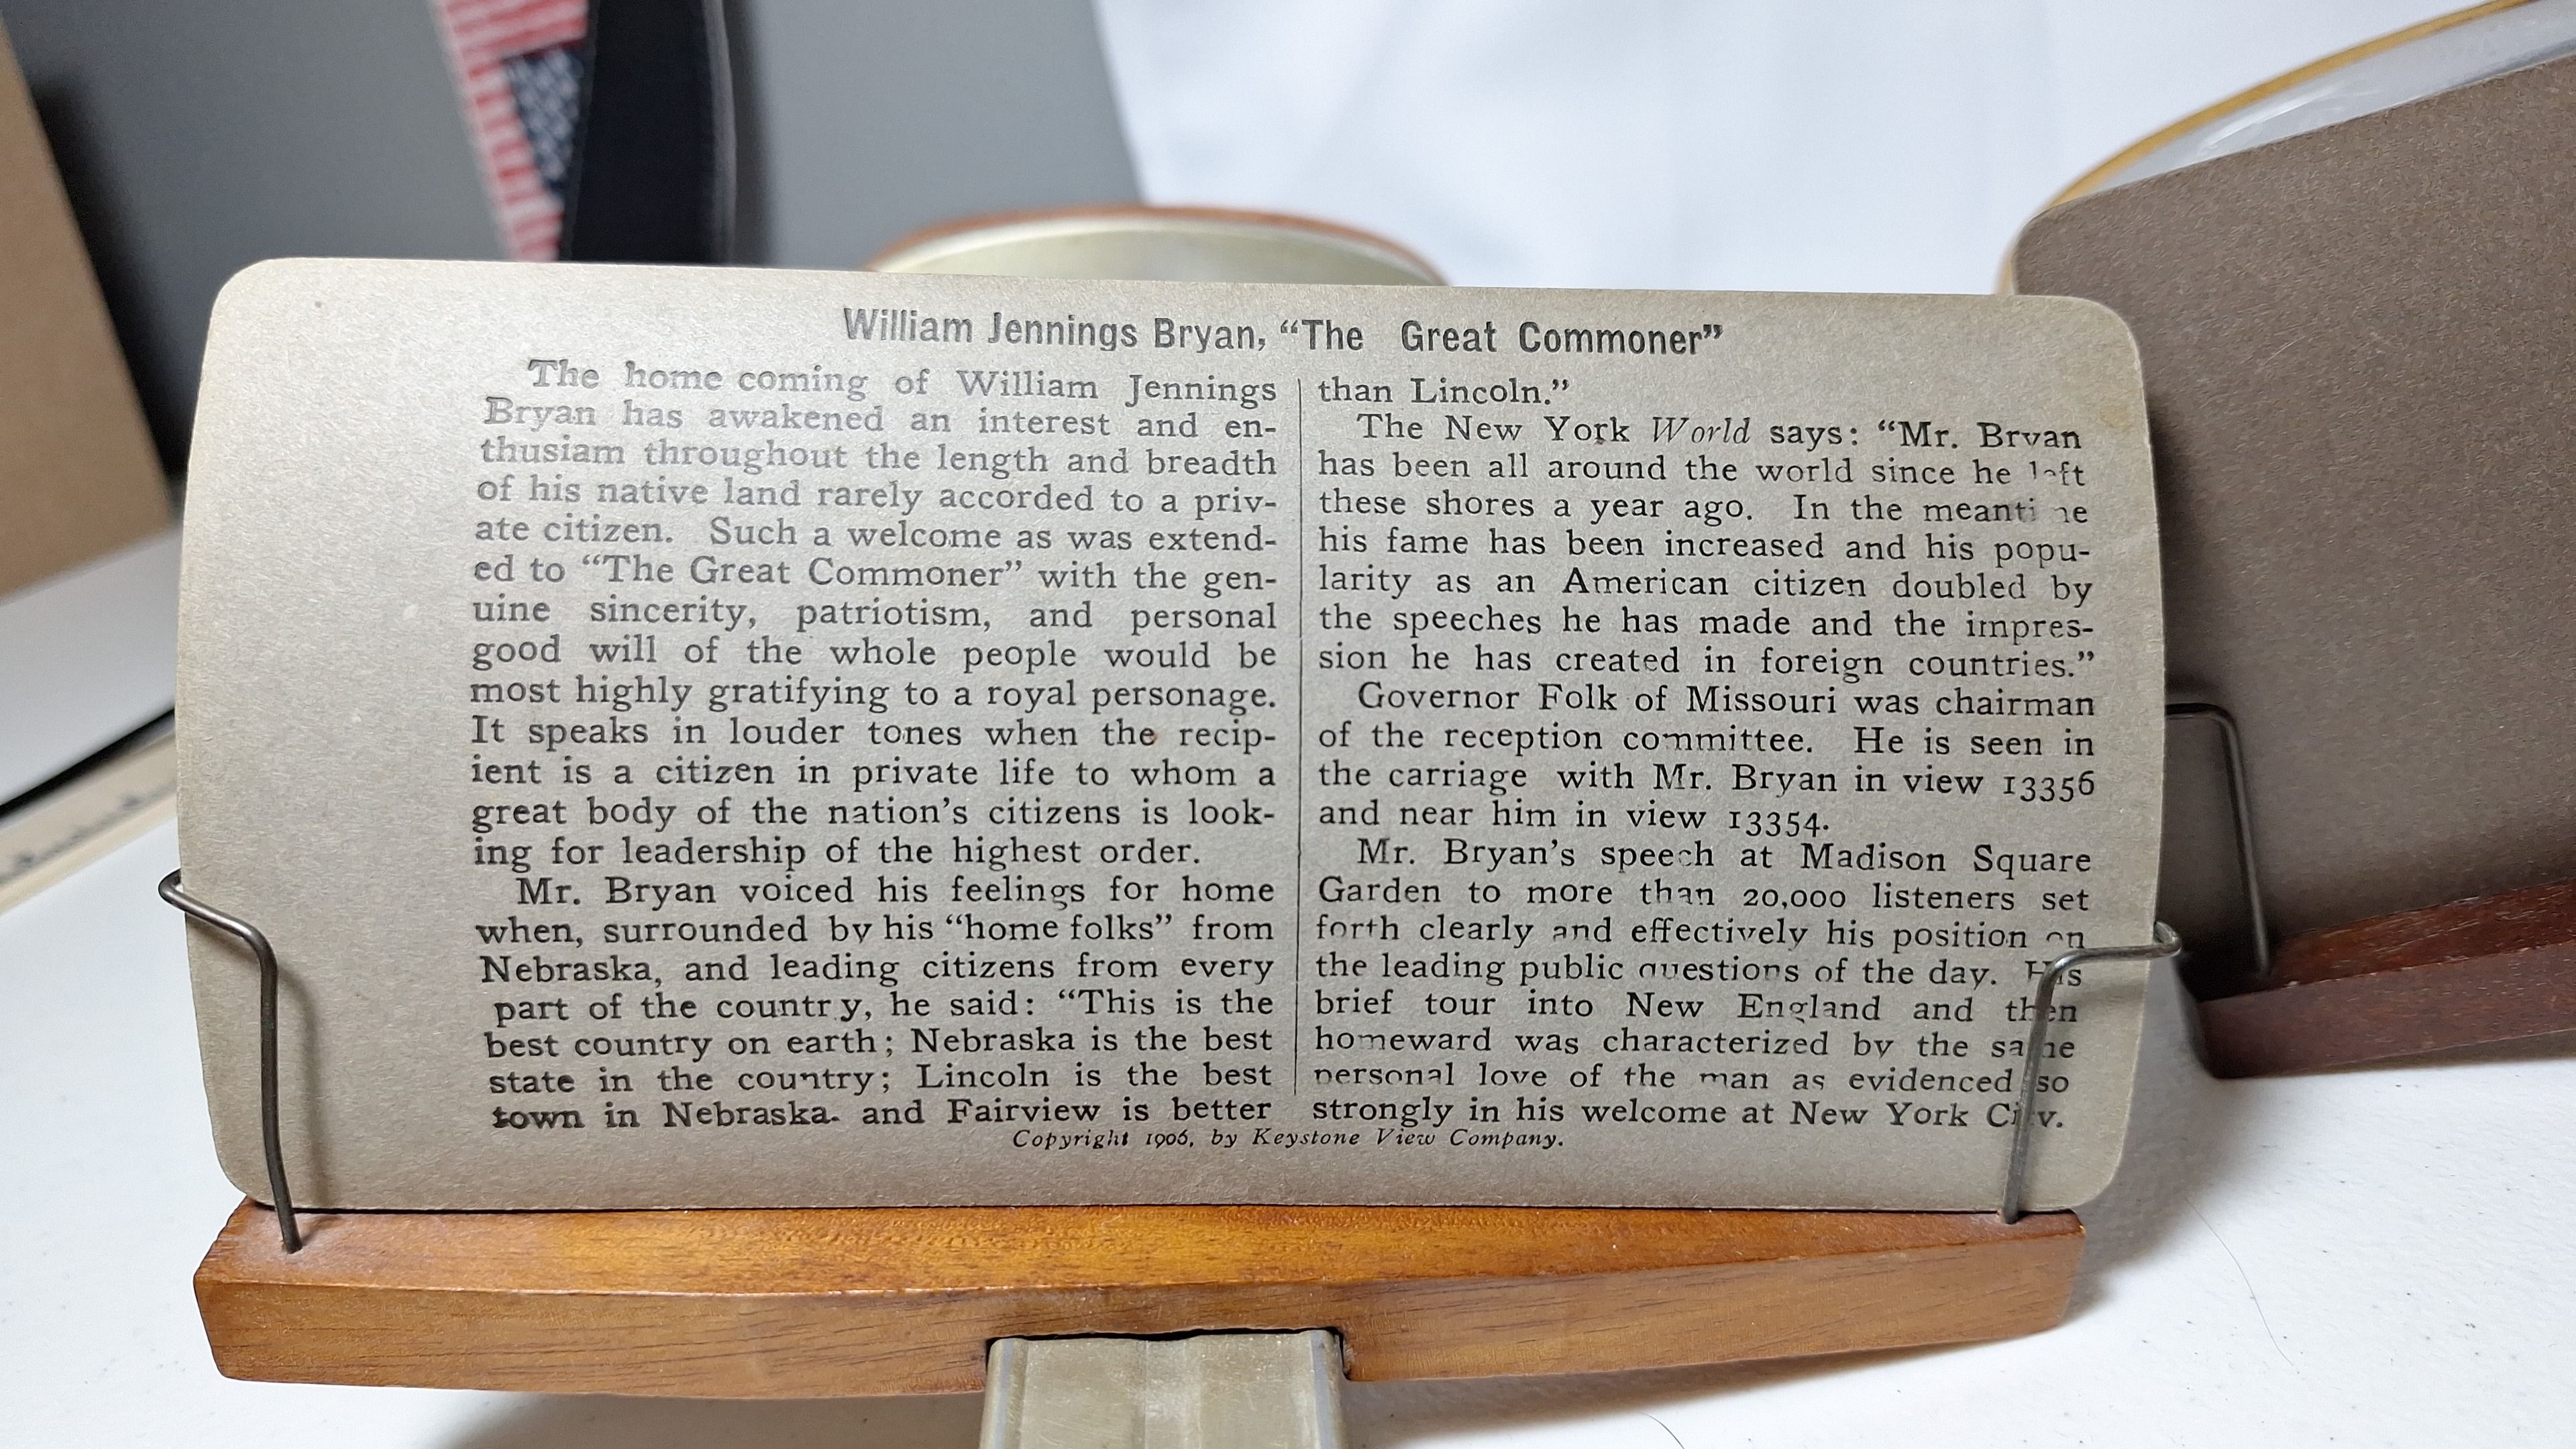 William Jennings Bryan, “The Great Commoner”
The home coming of William Jennings
Bryan has awakened an interest and en-
thusiam throughout the length and breadth
of his native land rarely accorded to a priv-
ate citizen. Such a welcome as was extend-
ed to “The Great Commoner” with the gen-
uine sincerity, patriotism, and personal
good will of the whole people would be
most highly gratifying to a royal personage.
It speaks in louder tones when the recip-
ient is a citizen in private life to whom a
great body of the nation’s citizens is look-
ing for leadership of the highest order.
Mr. Bryan voiced his feelings for home
when, surrounded by his “home folks” from
Nebraska, and leading citizens from every
part of the country, he said: “This is the
best country on earth; Nebraska is the best
state in the country; Lincoln is the best
town in Nebraska. and Fairview is better
than Lincoln.”
The New York World says: “Mr. Bryan
has been all around the world since he left
these shores a year ago. In the meantime
his fame has been increased and his popu-
larity as an American citizen doubled by
the speeches he has made and the impres-
sion he has created in foreign countries.”
Governor Folk of Missouri was chairman
of the reception committee. He is seen in
the carriage with Mr. Bryan in view 13356
and near him in view 13354.
Mr. Bryan’s speech at Madison Square
Garden to more than 20,000 listeners set
forth clearly and effectively his position on
the leading public questions of the day. His
brief tour into New England and then
homeward was characterized by the same
personal love of the man as evidenced so
strongly in his welcome at New York City.
Copyright 1906, by Keystone View Company.